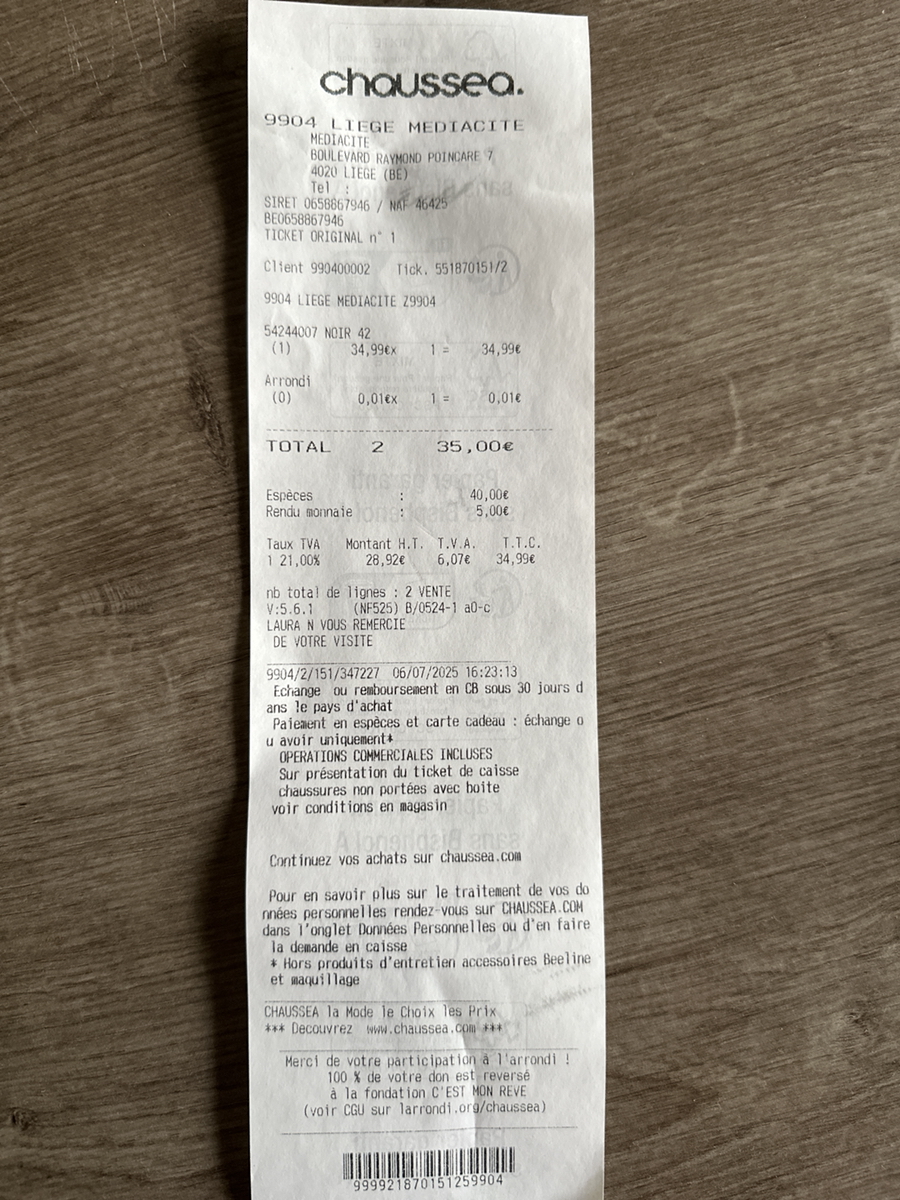 chaussea.
9904 LIEGE MEDIACITE
MEDIACITE
BOULEVARD RAYMOND POINCARE 7
4020 LIEGE (BE)
Tel :
SIRET 0658867946 / NAF 4642S
BE0658867946
TICKET ORIGINAL n° 1
Client 990400002 Tick. 551870151/2
9904 LIEGE MEDIACITE Z9904
54244007 NOIR 42
(1) 34,99€x 1 = 34,99€
Arrondi
(0) 0,01€x 1 = 0,01€
TOTAL 2 35,00€
Espèces : 40,00€
Rendu monnaie : 5,00€
Taux TVA Montant H.T. T.V.A. T.T.C.
1 21,00% 28,92€ 6,07€ 34,99€
nb total de lignes : 2 VENTE
V:5.6.1 (NF525) B/0524-1 a0-c
LAURA N VOUS REMERCIE
DE VOTRE VISITE
9904/2/151/347227 06/07/2025 16:23:13
Echange ou remboursement en CB sous 30 jours d
ans le pays d'achat
Paiement en espèces et carte cadeau : échange o
u avoir uniquement*
OPERATIONS COMMERCIALES INCLUSES
Sur présentation du ticket de caisse
chaussures non portées avec boite
voir conditions en magasin
Continuez vos achats sur chaussea.com
Pour en savoir plus sur le traitement de vos do
nnées personnelles rendez-vous sur CHAUSSEA.COM
dans l'onglet Données Personnelles ou d'en faire
la demande en caisse
* Hors produits d'entretien accessoires Beeline
et maquillage
CHAUSSEA la Mode le Choix les Prix
*** Decouvrez www.chaussea.com ***
Merci de votre participation à l'arrondi !
100 % de votre don est reversé
à la fondation C'EST MON REVE
(voir CGU sur larrondi.org/chaussea)
999921870151259904